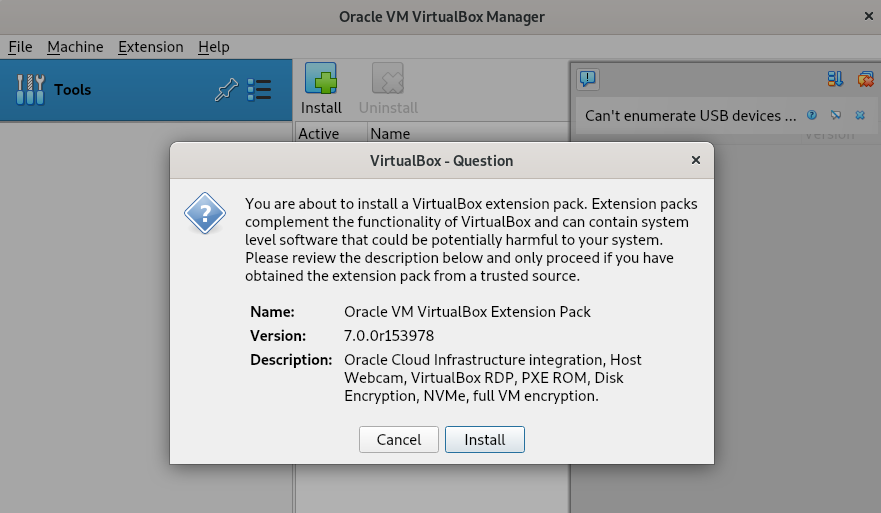 Oracle VM VirtualBox Manager
File Machine Extension Help
Tools
Install Uninstall
Can't enumerate USB devices ...
Active Name Version
VirtualBox - Question
You are about to install a VirtualBox extension pack. Extension packs
complement the functionality of VirtualBox and can contain system
level software that could be potentially harmful to your system.
Please review the description below and only proceed if you have
obtained the extension pack from a trusted source.
Name: Oracle VM VirtualBox Extension Pack
Version: 7.0.0r153978
Description: Oracle Cloud Infrastructure integration, Host
Webcam, VirtualBox RDP, PXE ROM, Disk
Encryption, NVMe, full VM encryption.
Cancel Install